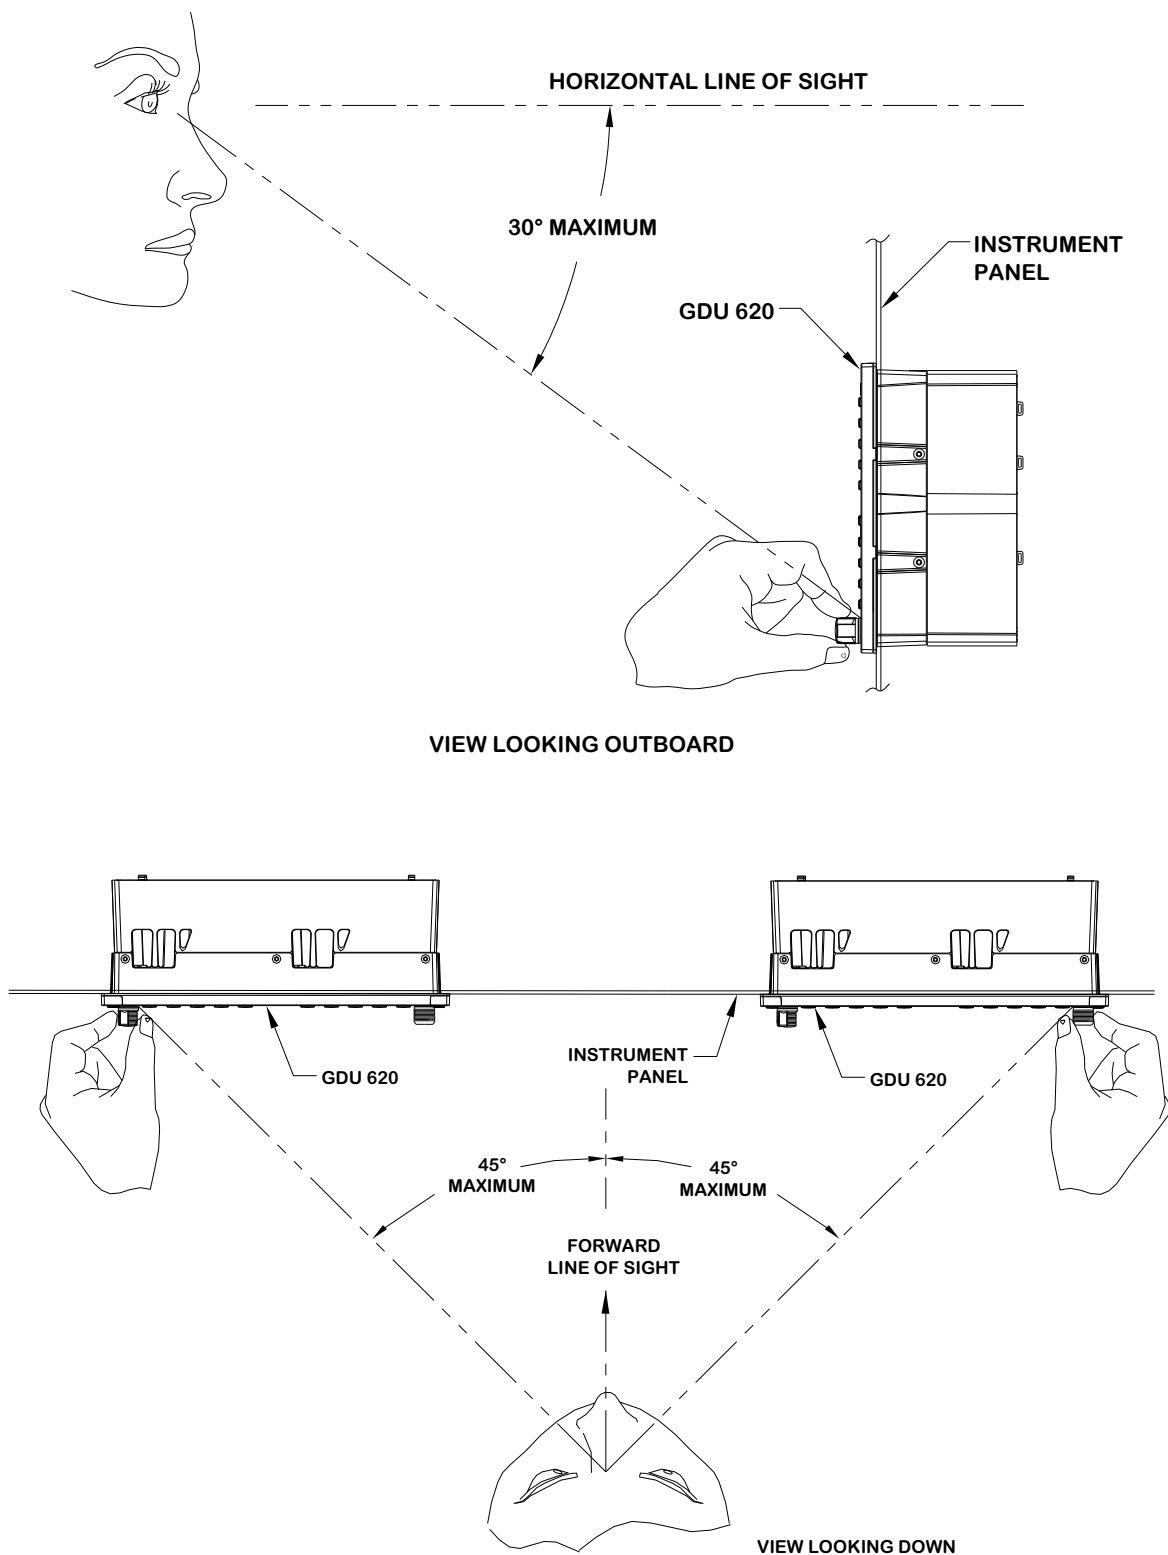 HORIZONTAL LINE OF SIGHT
30° MAXIMUM
INSTRUMENT
PANEL
GDU 620
VIEW LOOKING OUTBOARD
INSTRUMENT
PANEL
GDU 620
GDU 620
45°
MAXIMUM
45°
MAXIMUM
FORWARD
LINE OF SIGHT
VIEW LOOKING DOWN